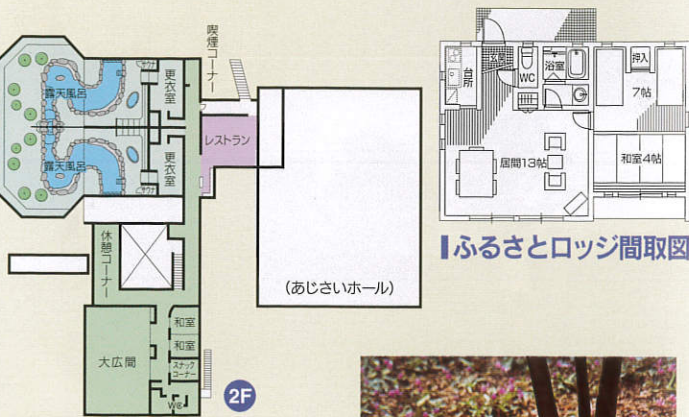 喫煙コーナー
サウナ
更衣室
露天風呂
レストラン
露天風呂
更衣室
サウナ
休憩コーナー
(あじさいホール)
和室
和室
大広間
スナック
コーナー
WC
2F
台所
玄関
WC
浴室
押入
7帖
居間13帖
和室4帖
ふるさとロッジ間取図